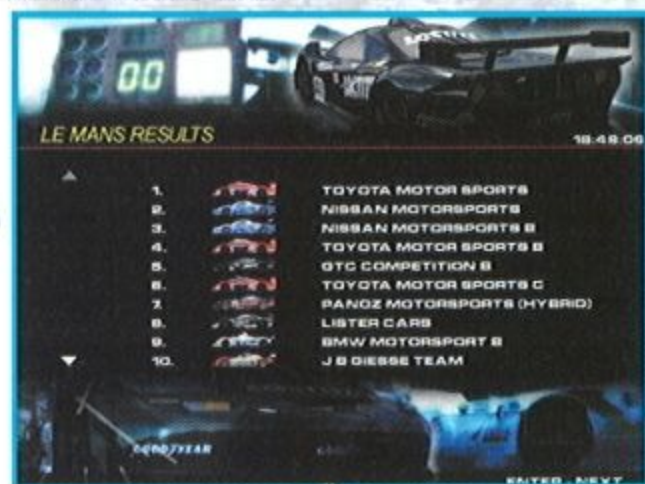 00
LE MANS RESULTS
18:48:06
1. TOYOTA MOTOR SPORTS
2. NISSAN MOTORSPORTS
3. NISSAN MOTORSPORTS B
4. TOYOTA MOTOR SPORTS B
5. GTC COMPETITION B
6. TOYOTA MOTOR SPORTS C
7. PANOZ MOTORSPORTS (HYBRID)
8. LISTER CARS
9. BMW MOTORSPORT B
10. J B GIESSE TEAM
GOODYEAR
ENTER - NEXT